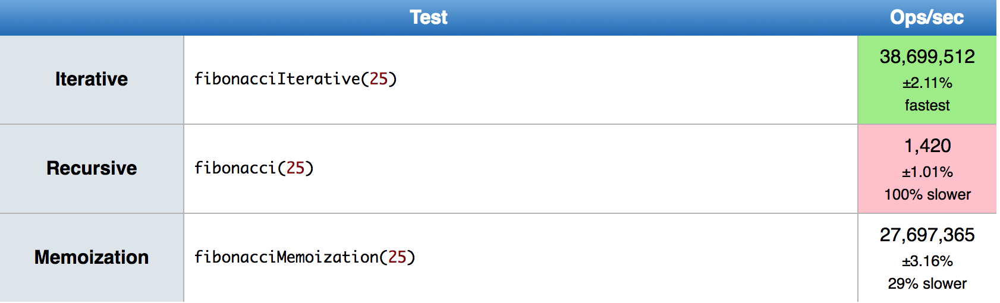 Test Ops/sec
Iterative
fibonacciIterative(25)
38,699,512
±2.11%
fastest
Recursive
fibonacci(25)
1,420
±1.01%
100% slower
Memoization
fibonacciMemoization(25)
27,697,365
±3.16%
29% slower